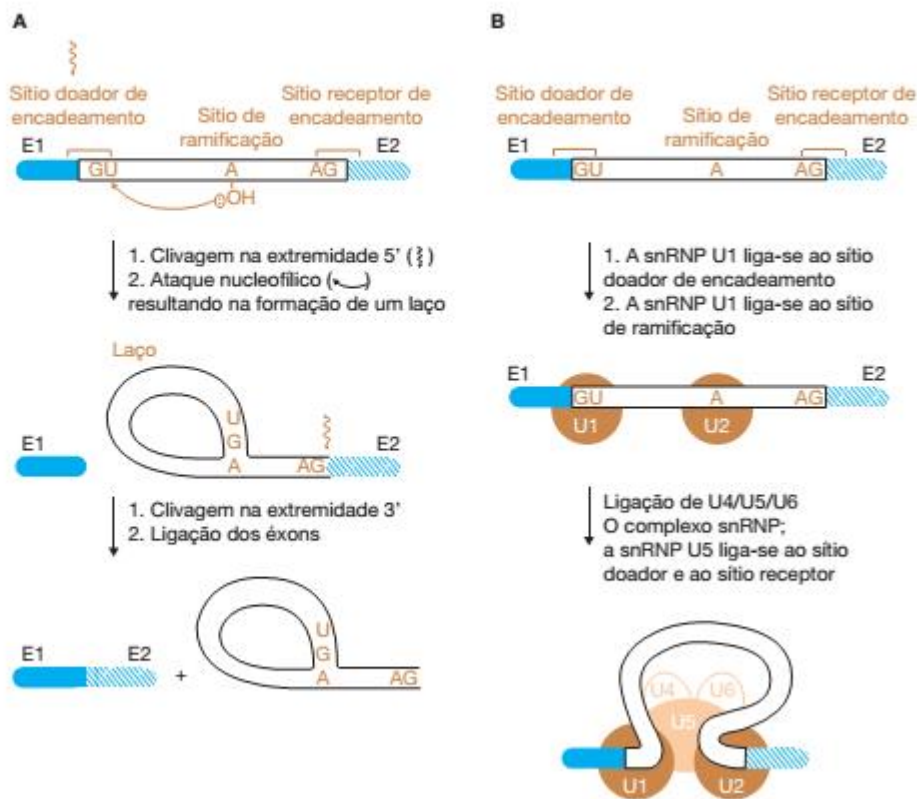 A
Sítio doador de
encadeamento
Sítio de
ramificação
Sítio receptor de
encadeamento
E1
E2
GU
A
AG
OH
1. Clivagem na extremidade 5' ( )
2. Ataque nucleofílico ( )
resultando na formação de um laço
Laço
E1
U
G
A
AG
E2
1. Clivagem na extremidade 3'
2. Ligação dos éxons
E1
E2
+
U
G
A
AG
B
Sítio doador de
encadeamento
Sítio de
ramificação
Sítio receptor de
encadeamento
E1
E2
GU
A
AG
1. A snRNP U1 liga-se ao sítio
doador de encadeamento
2. A snRNP U1 liga-se ao sítio
de ramificação
E1
E2
GU
A
AG
U1
U2
Ligação de U4/U5/U6
O complexo snRNP;
a snRNP U5 liga-se ao sítio
doador e ao sítio receptor
U4
U6
U5
U1
U2